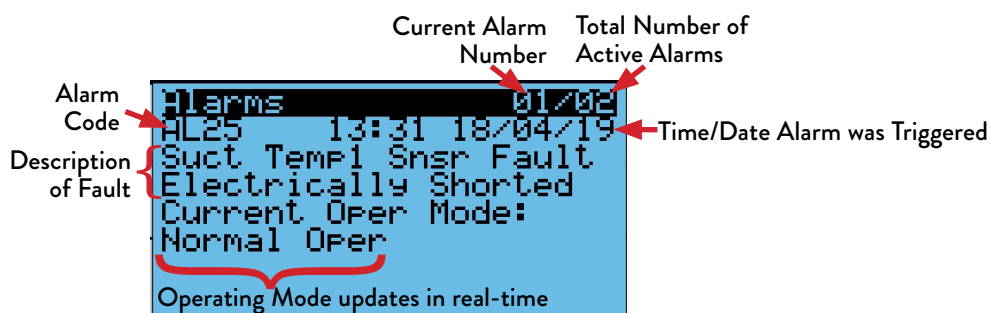 Current Alarm
Number
Total Number of
Active Alarms
Alarm
Code
Description
of Fault
Alarms 01/02
AL25 13:31 18/04/19
Suct Temp1 Snsr Fault
Electrically Shorted
Current Oper Mode:
Normal Oper
Time/Date Alarm was Triggered
Operating Mode updates in real-time